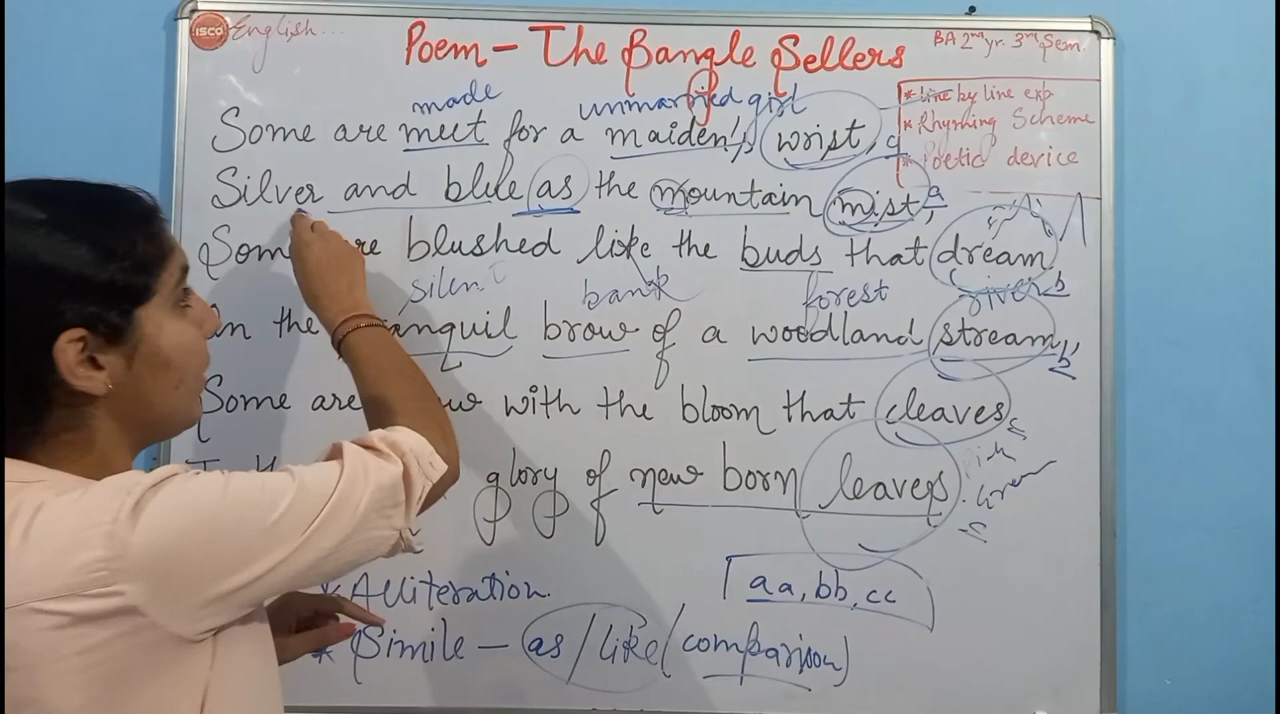 ISCO English...
Poem - The Bangle Sellers
BA 2nd yr. 3rd Sem.
* line by line exp
* Rhyming Scheme
* Poetic device
made unmarried girl
Some are meet for a maiden's wrist, a
Silver and blue as the mountain mist, a
Some are blushed like the buds that dream
silent bank forest river b
On the tranquil brow of a woodland stream, b
Some are with the bloom that cleaves c
glory of new born leaves c
* Alliteration.
aa, bb, cc
* Simile - as/like (comparison)